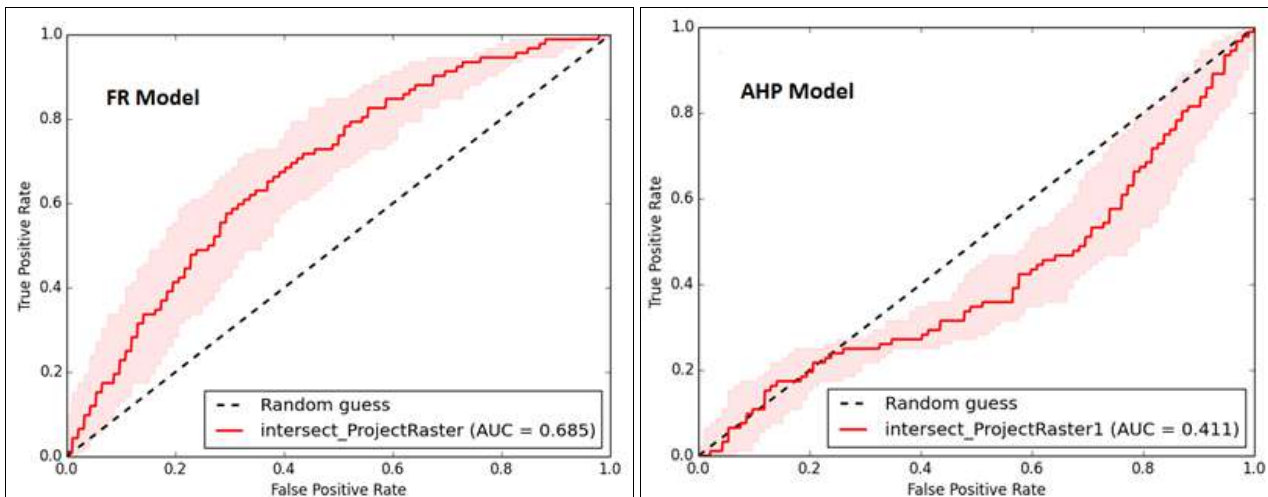 1.0
0.8
0.6
0.4
0.2
0.0
True Positive Rate
FR Model
Random guess
intersect_ProjectRaster (AUC = 0.685)
0.0 0.2 0.4 0.6 0.8 1.0
False Positive Rate
1.0
0.8
0.6
0.4
0.2
0.0
True Positive Rate
AHP Model
Random guess
intersect_ProjectRaster1 (AUC = 0.411)
0.0 0.2 0.4 0.6 0.8 1.0
False Positive Rate